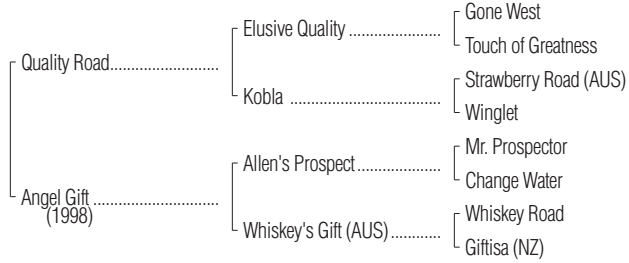 Gone West
Elusive Quality ....................
Touch of Greatness
Quality Road.......................
Strawberry Road (AUS)
Kobla ................................
Winglet
Mr. Prospector
Allen's Prospect..................
Change Water
Angel Gift ..........................
(1998)
Whiskey Road
Whiskey's Gift (AUS)...........
Giftisa (NZ)